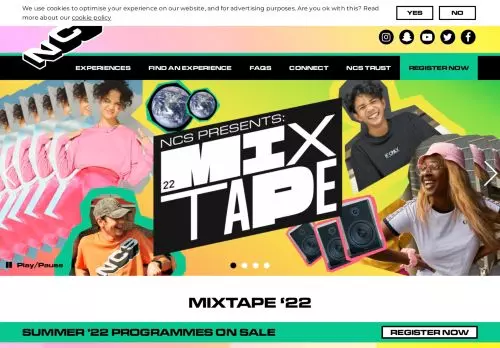 We use cookies to optimise your experience on our website, and for advertising purposes. Are you ok with this? Read
more about our cookie policy
YES
NO
NCS
EXPERIENCES
FIND AN EXPERIENCE
FAQS
CONNECT
NCS TRUST
REGISTER NOW
NCS PRESENTS:
22
MIX
TAPE
NCS
Play/Pause
MIXTAPE ‘22
SUMMER ’22 PROGRAMMES ON SALE
REGISTER NOW